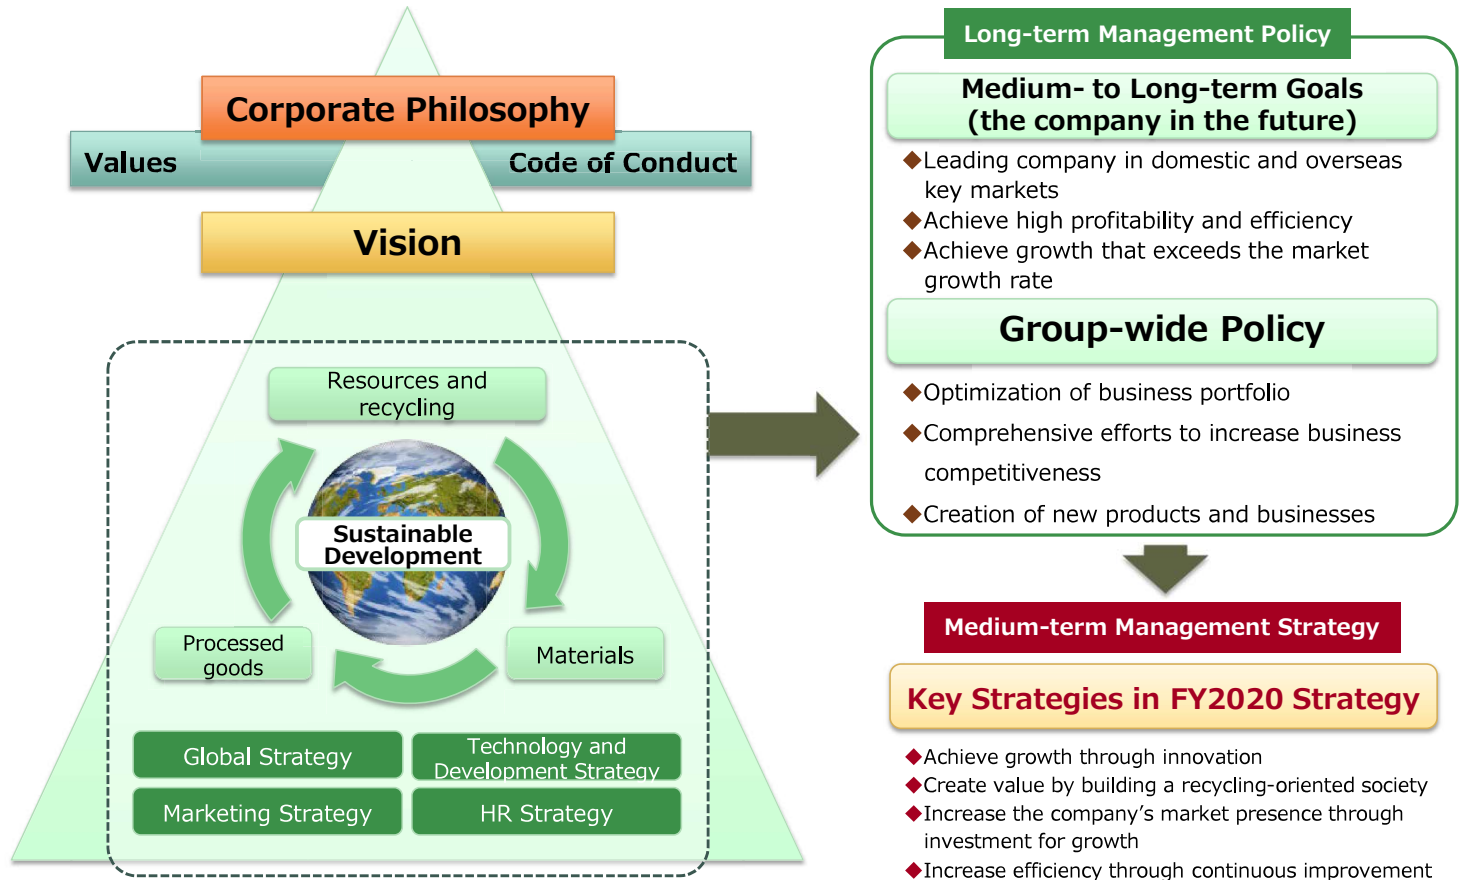 Corporate Philosophy
Values
Code of Conduct
Vision
Resources and
recycling
Sustainable
Development
Processed
goods
Materials
Global Strategy
Technology and
Development Strategy
Marketing Strategy
HR Strategy
Long-term Management Policy
Medium- to Long-term Goals
(the company in the future)
◆Leading company in domestic and overseas
key markets
◆Achieve high profitability and efficiency
◆Achieve growth that exceeds the market
growth rate
Group-wide Policy
◆Optimization of business portfolio
◆Comprehensive efforts to increase business
competitiveness
◆Creation of new products and businesses
Medium-term Management Strategy
Key Strategies in FY2020 Strategy
◆Achieve growth through innovation
◆Create value by building a recycling-oriented society
◆Increase the company’s market presence through
investment for growth
◆Increase efficiency through continuous improvement